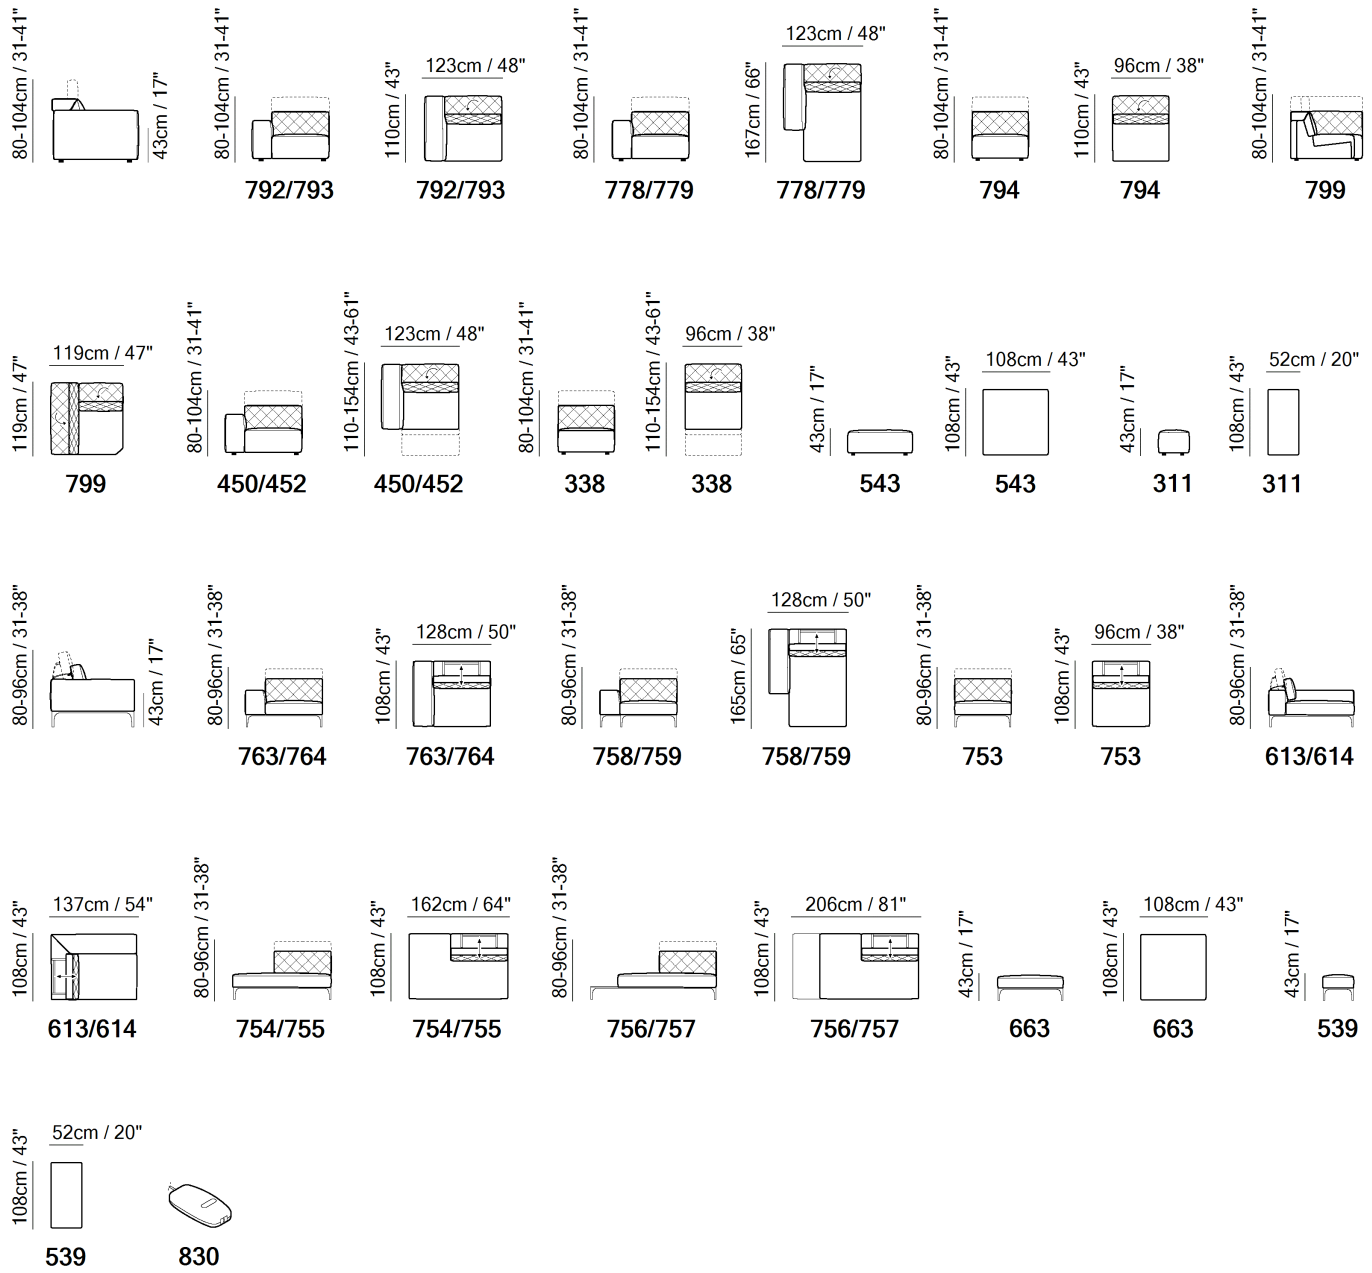 80-104cm / 31-41"
43cm / 17"
80-104cm / 31-41"
792/793
110cm / 43"
123cm / 48"
792/793
80-104cm / 31-41"
778/779
167cm / 66"
123cm / 48"
778/779
80-104cm / 31-41"
794
110cm / 43"
96cm / 38"
794
80-104cm / 31-41"
799
119cm / 47"
119cm / 47"
799
80-104cm / 31-41"
450/452
110-154cm / 43-61"
123cm / 48"
450/452
80-104cm / 31-41"
338
110-154cm / 43-61"
96cm / 38"
338
43cm / 17"
543
108cm / 43"
108cm / 43"
543
43cm / 17"
311
108cm / 43"
52cm / 20"
311
80-96cm / 31-38"
43cm / 17"
80-96cm / 31-38"
763/764
108cm / 43"
128cm / 50"
763/764
80-96cm / 31-38"
758/759
165cm / 65"
128cm / 50"
758/759
80-96cm / 31-38"
753
108cm / 43"
96cm / 38"
753
80-96cm / 31-38"
613/614
108cm / 43"
137cm / 54"
613/614
80-96cm / 31-38"
754/755
108cm / 43"
162cm / 64"
754/755
80-96cm / 31-38"
756/757
108cm / 43"
206cm / 81"
756/757
43cm / 17"
663
108cm / 43"
108cm / 43"
663
43cm / 17"
539
108cm / 43"
52cm / 20"
539
830